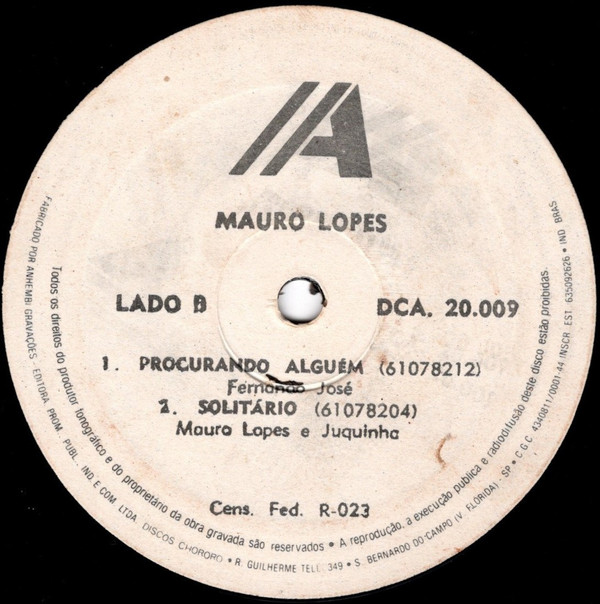 //A
MAURO LOPES
LADO B
DCA. 20.009
1. PROCURANDO ALGUÉM (61078212)
Fernando José
2. SOLITÁRIO (61078204)
Mauro Lopes e Juquinha
Cens. Fed. R-023
Todos os direitos do produtor fonográfico e do proprietário da obra gravada são reservados • A reprodução, a execução publica e radiodifusão deste disco estão proibidas.
FABRICADO POR ANHEMBI GRAVAÇÕES - EDITORA PROM. PUBL. IND. E COM. LTDA. DISCOS CHORORO • R. GUILHERME TELL, 349 • S. BERNARDO DO CAMPO (V. FLÓRIDA) SP • C.G.C. 4340811/0001-44 INSCR. EST. 635092626 • IND BRAS